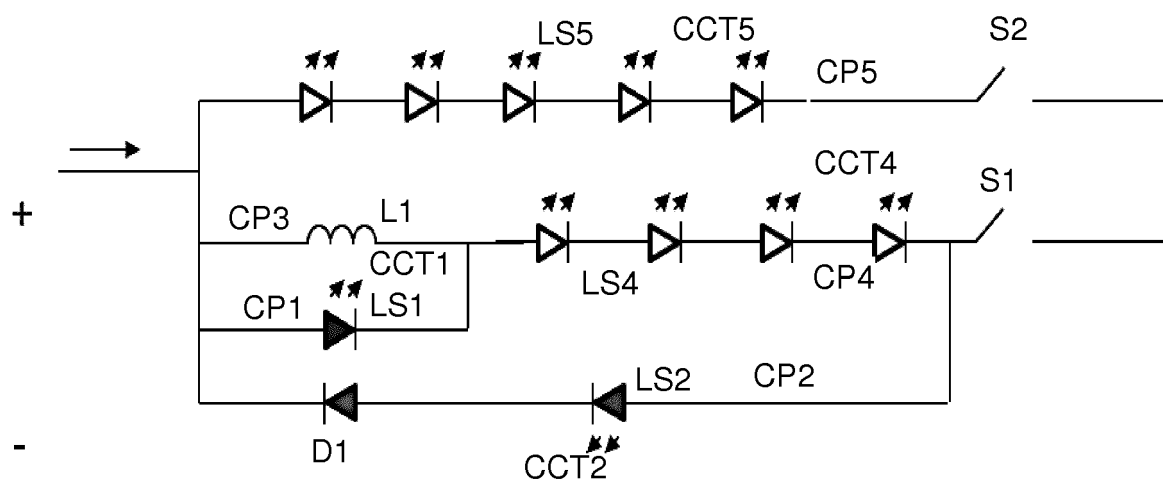 LS5 CCT5 S2
CP5
CCT4 S1
+
CP3 L1
CCT1 LS4 CP4
CP1 LS1
LS2 CP2
-
D1 CCT2